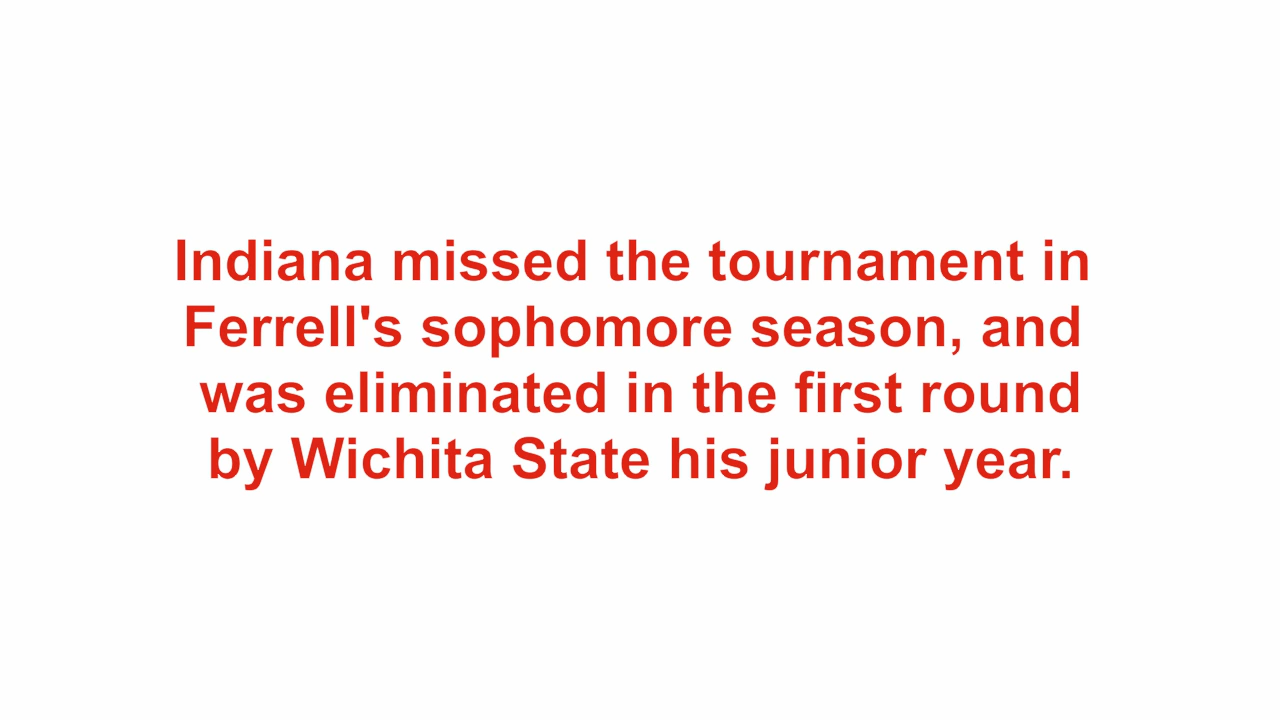 Indiana missed the tournament in
Ferrell's sophomore season, and
was eliminated in the first round
by Wichita State his junior year.